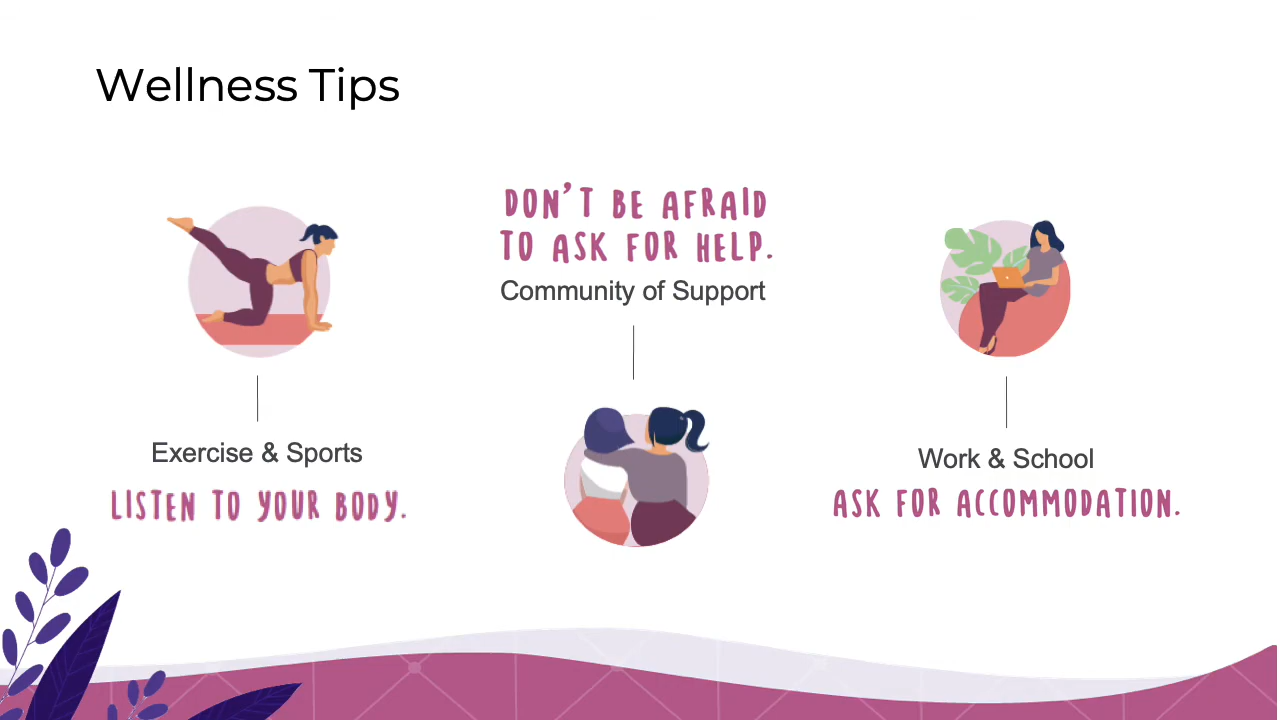 Wellness Tips
Exercise & Sports
LISTEN TO YOUR BODY.
DON'T BE AFRAID
TO ASK FOR HELP.
Community of Support
Work & School
ASK FOR ACCOMMODATION.